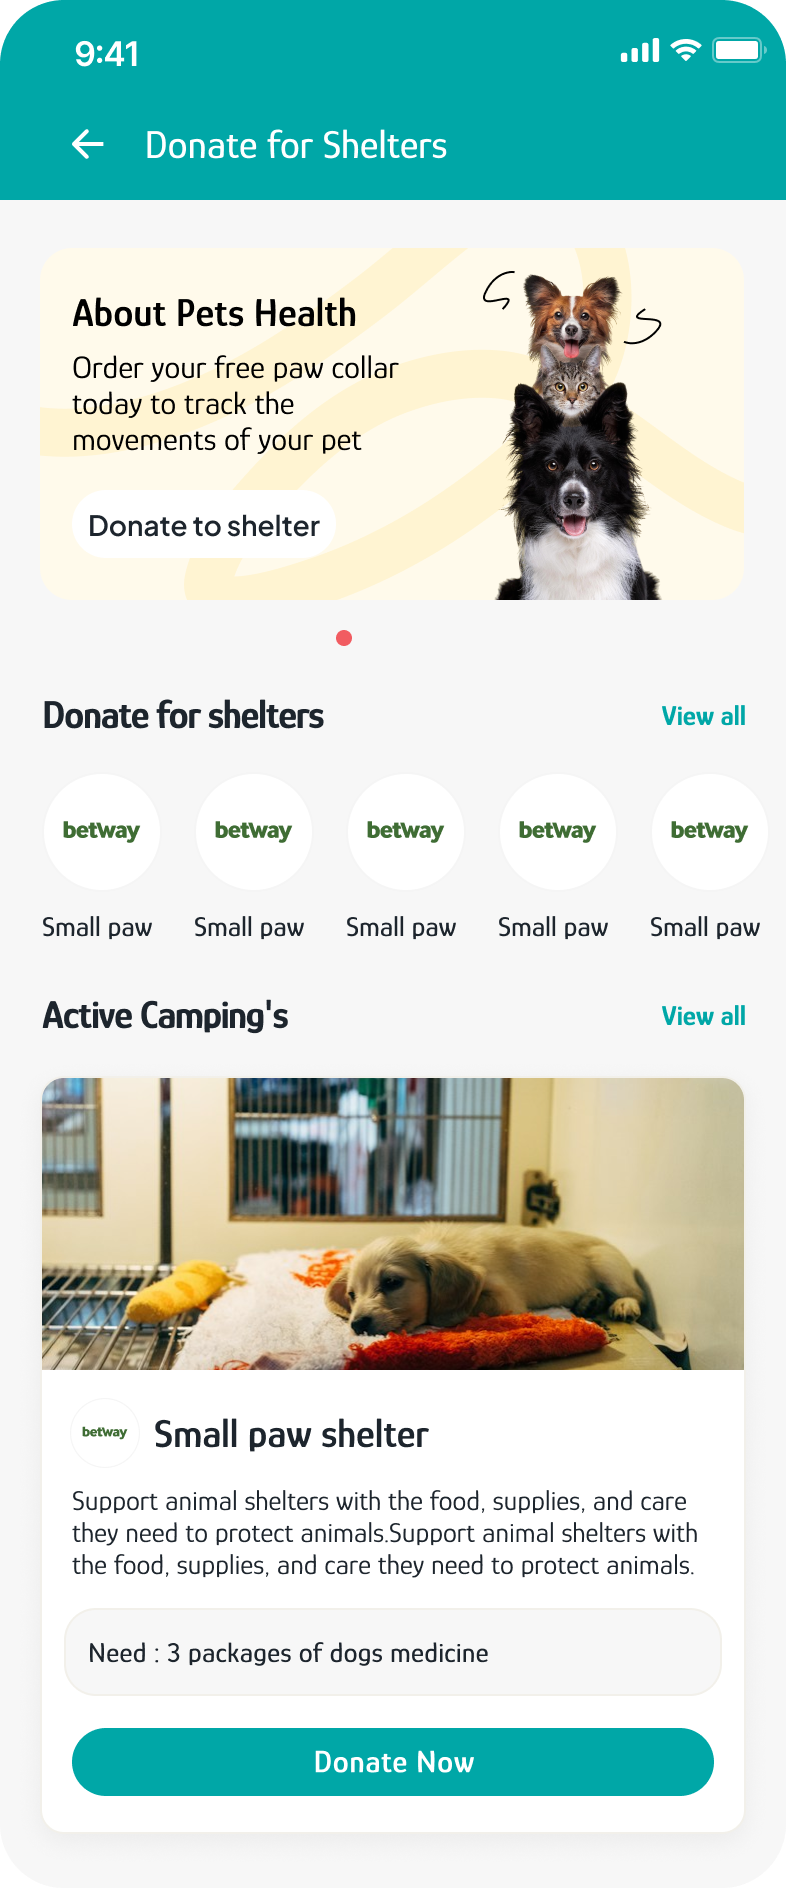 9:41
Donate for Shelters
About Pets Health
Order your free paw collar
today to track the
movements of your pet
Donate to shelter
Donate for shelters
View all
betway
betway
betway
betway
betway
Small paw
Small paw
Small paw
Small paw
Small paw
Active Camping's
View all
betway
Small paw shelter
Support animal shelters with the food, supplies, and care
they need to protect animals.Support animal shelters with
the food, supplies, and care they need to protect animals.
Need : 3 packages of dogs medicine
Donate Now